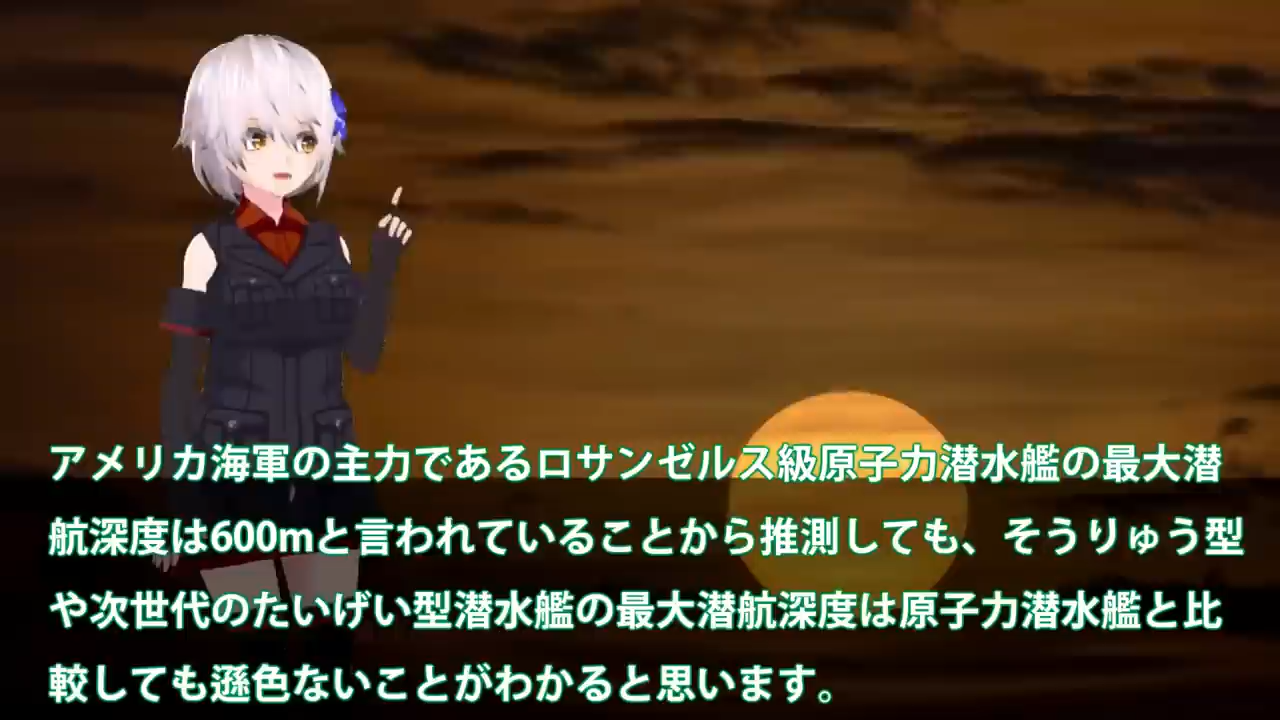 アメリカ海軍の主力であるロサンゼルス級原子力潜水艦の最大潜
航深度は600mと言われていることから推測しても、そうりゅう型
や次世代のたいげい型潜水艦の最大潜航深度は原子力潜水艦と比
較しても遜色ないことがわかると思います。